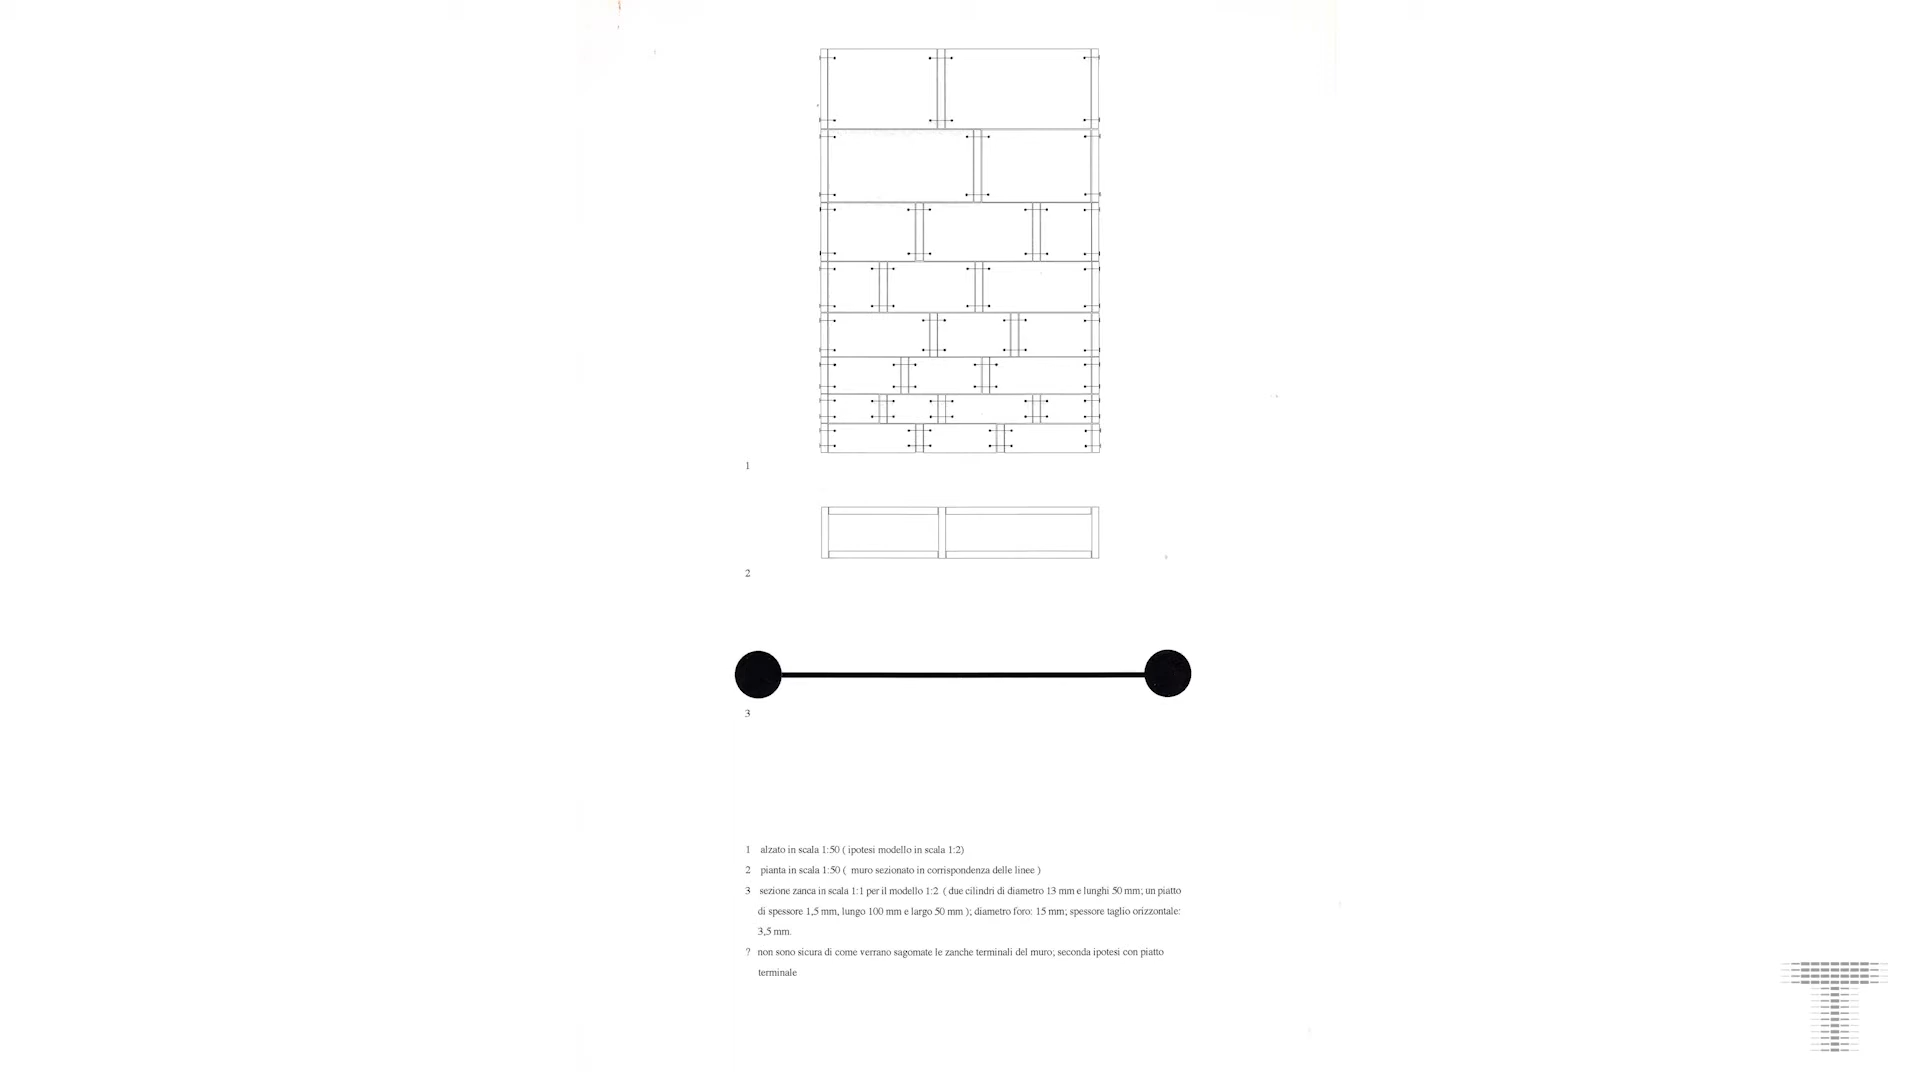 1
2
3
1 alzato in scala 1:50 ( ipotesi modello in scala 1:2)
2 pianta in scala 1:50 ( muro sezionato in corrispondenza delle linee )
3 sezione zanca in scala 1:1 per il modello 1:2 ( due cilindri di diametro 13 mm e lunghi 50 mm; un piatto
di spessore 1,5 mm, lungo 100 mm e largo 50 mm ); diametro foro: 15 mm; spessore taglio orizzontale:
3,5 mm.
? non sono sicura di come verrano sagomate le zanche terminali del muro; seconda ipotesi con piatto
terminale